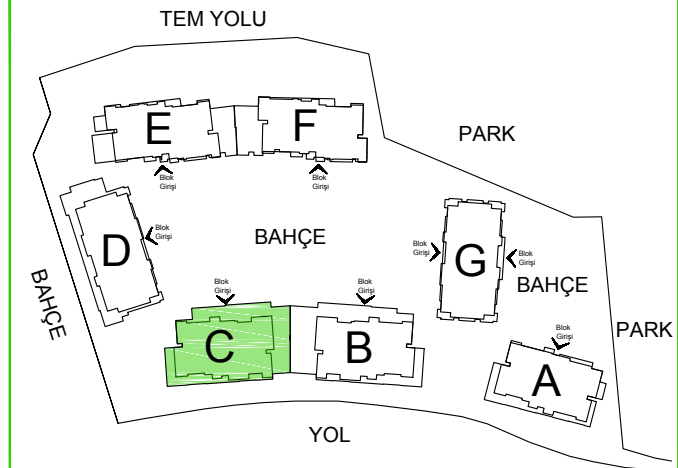 TEM YOLU
E
F
PARK
Blok
Girişi
Blok
Girişi
D
Blok
Girişi
BAHÇE
G
Blok
Girişi
Blok
Girişi
BAHÇE
BAHÇE
Blok
Girişi
Blok
Girişi
C
B
Blok
Girişi
PARK
A
YOL